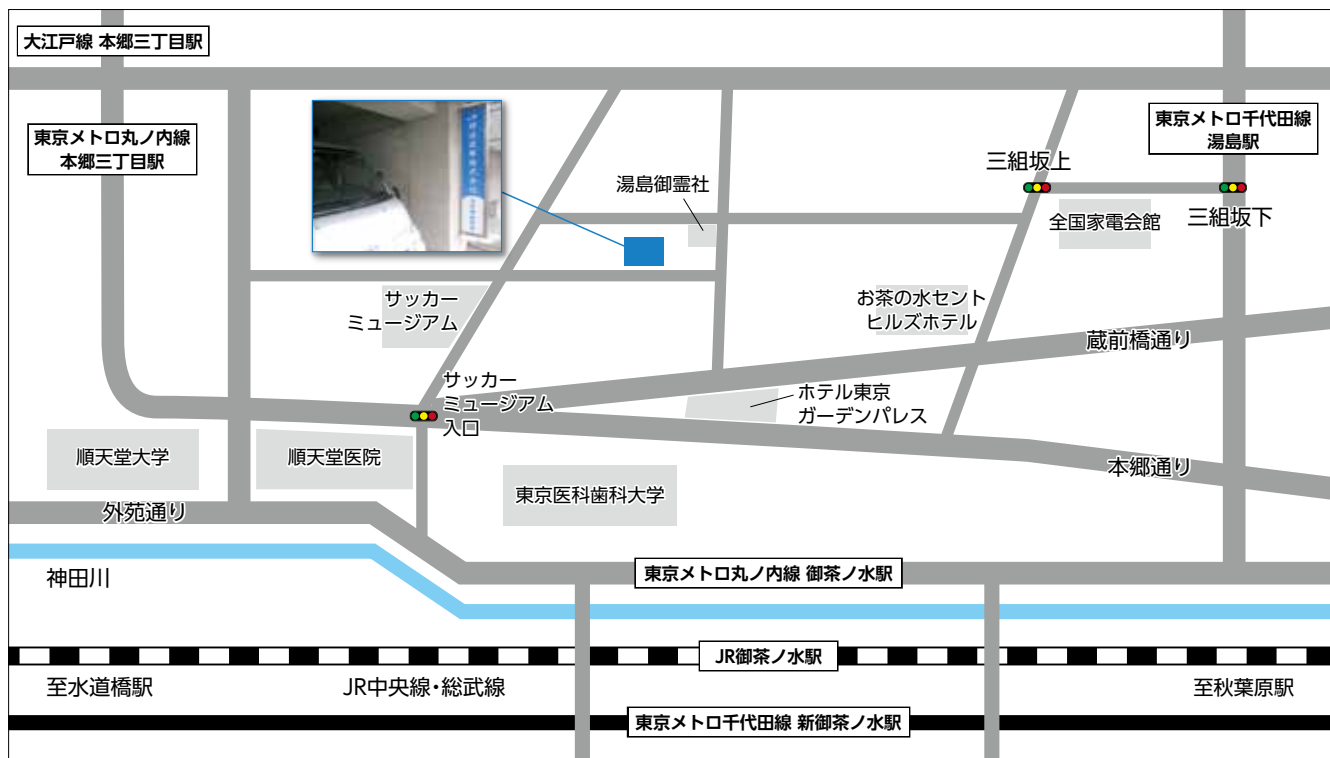 大江戸線 本郷三丁目駅
東京メトロ丸ノ内線
本郷三丁目駅
東京メトロ千代田線
湯島駅
三組坂上
湯島御霊社
全国家電会館
三組坂下
サッカー
ミュージアム
お茶の水セント
ヒルズホテル
蔵前橋通り
サッカー
ミュージアム
入口
ホテル東京
ガーデンパレス
順天堂大学
順天堂医院
本郷通り
東京医科歯科大学
外苑通り
神田川
東京メトロ丸ノ内線 御茶ノ水駅
JR御茶ノ水駅
至水道橋駅
JR中央線・総武線
至秋葉原駅
東京メトロ千代田線 新御茶ノ水駅